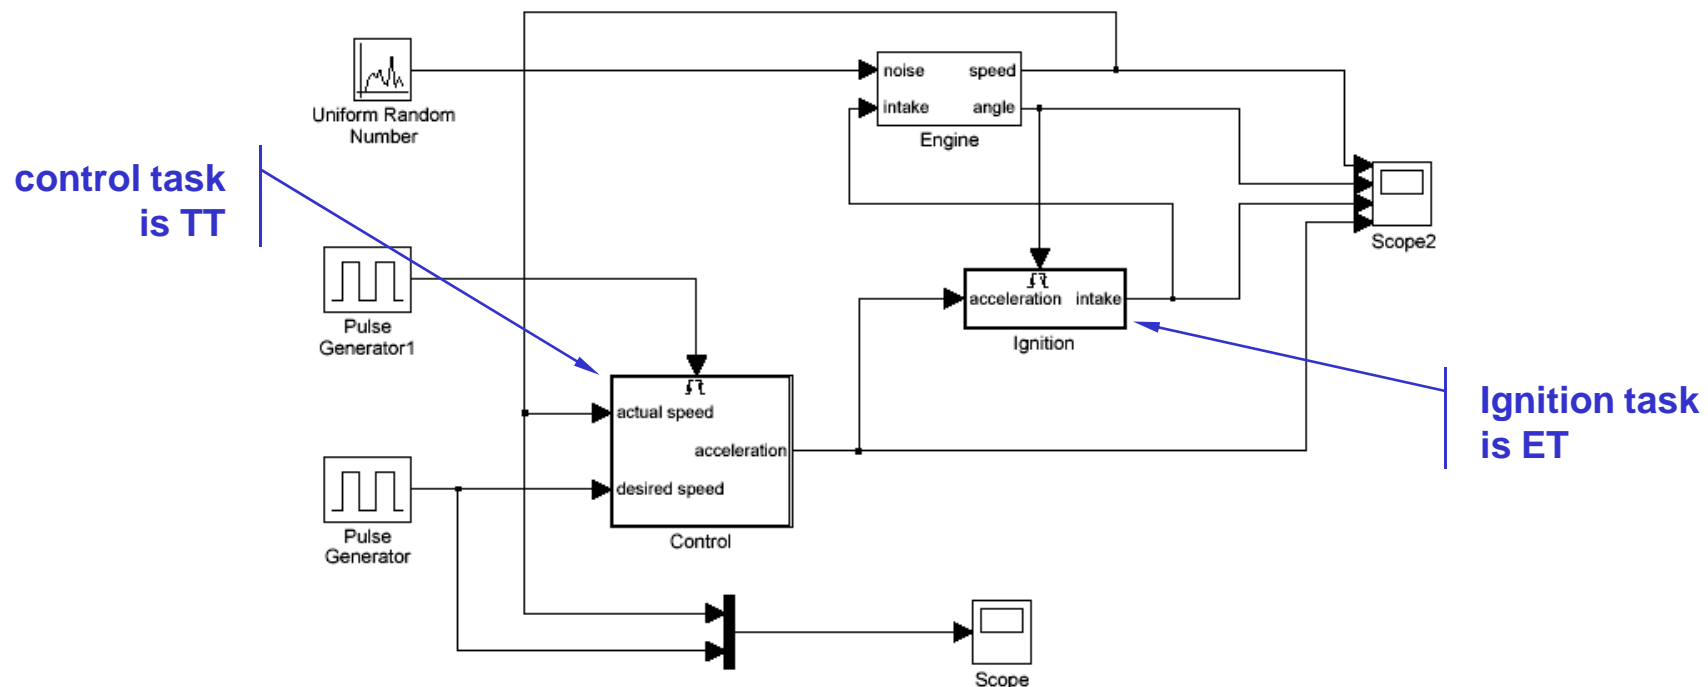 noise
speed
intake
angle
Engine
Uniform Random
Number
control task
is TT
Scope2
Pulse
Generator1
acceleration
intake
Ignition
Ignition task
is ET
actual speed
acceleration
desired speed
Control
Pulse
Generator
Scope